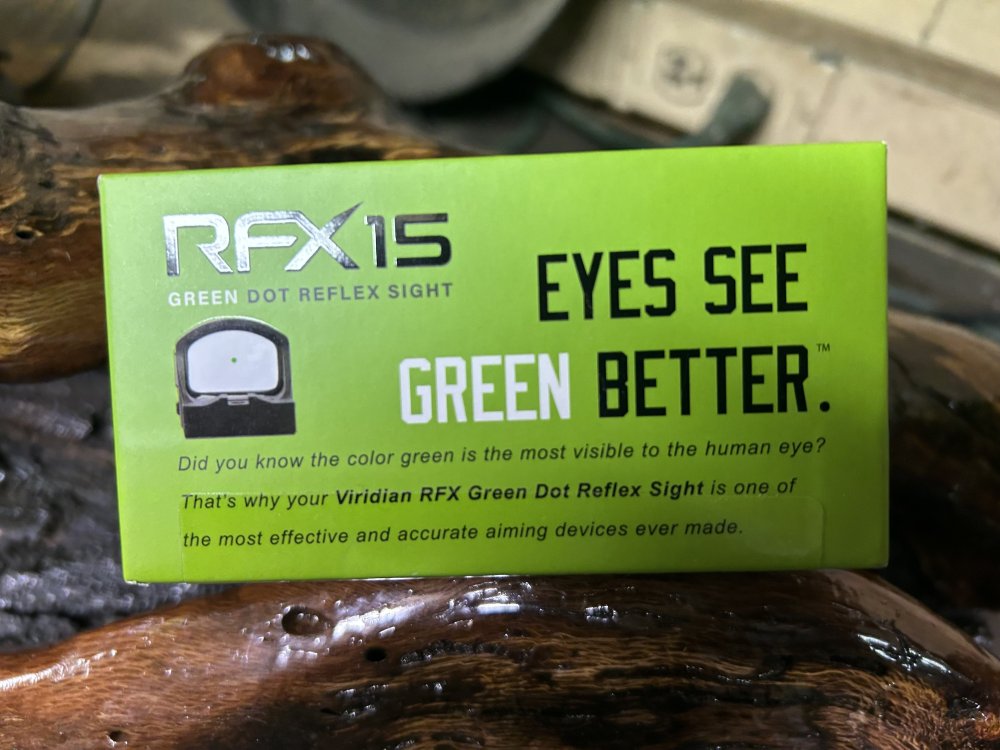 RFX15
GREEN DOT REFLEX SIGHT
EYES SEE
GREEN BETTER.™
Did you know the color green is the most visible to the human eye?
That's why your Viridian RFX Green Dot Reflex Sight is one of
the most effective and accurate aiming devices ever made.